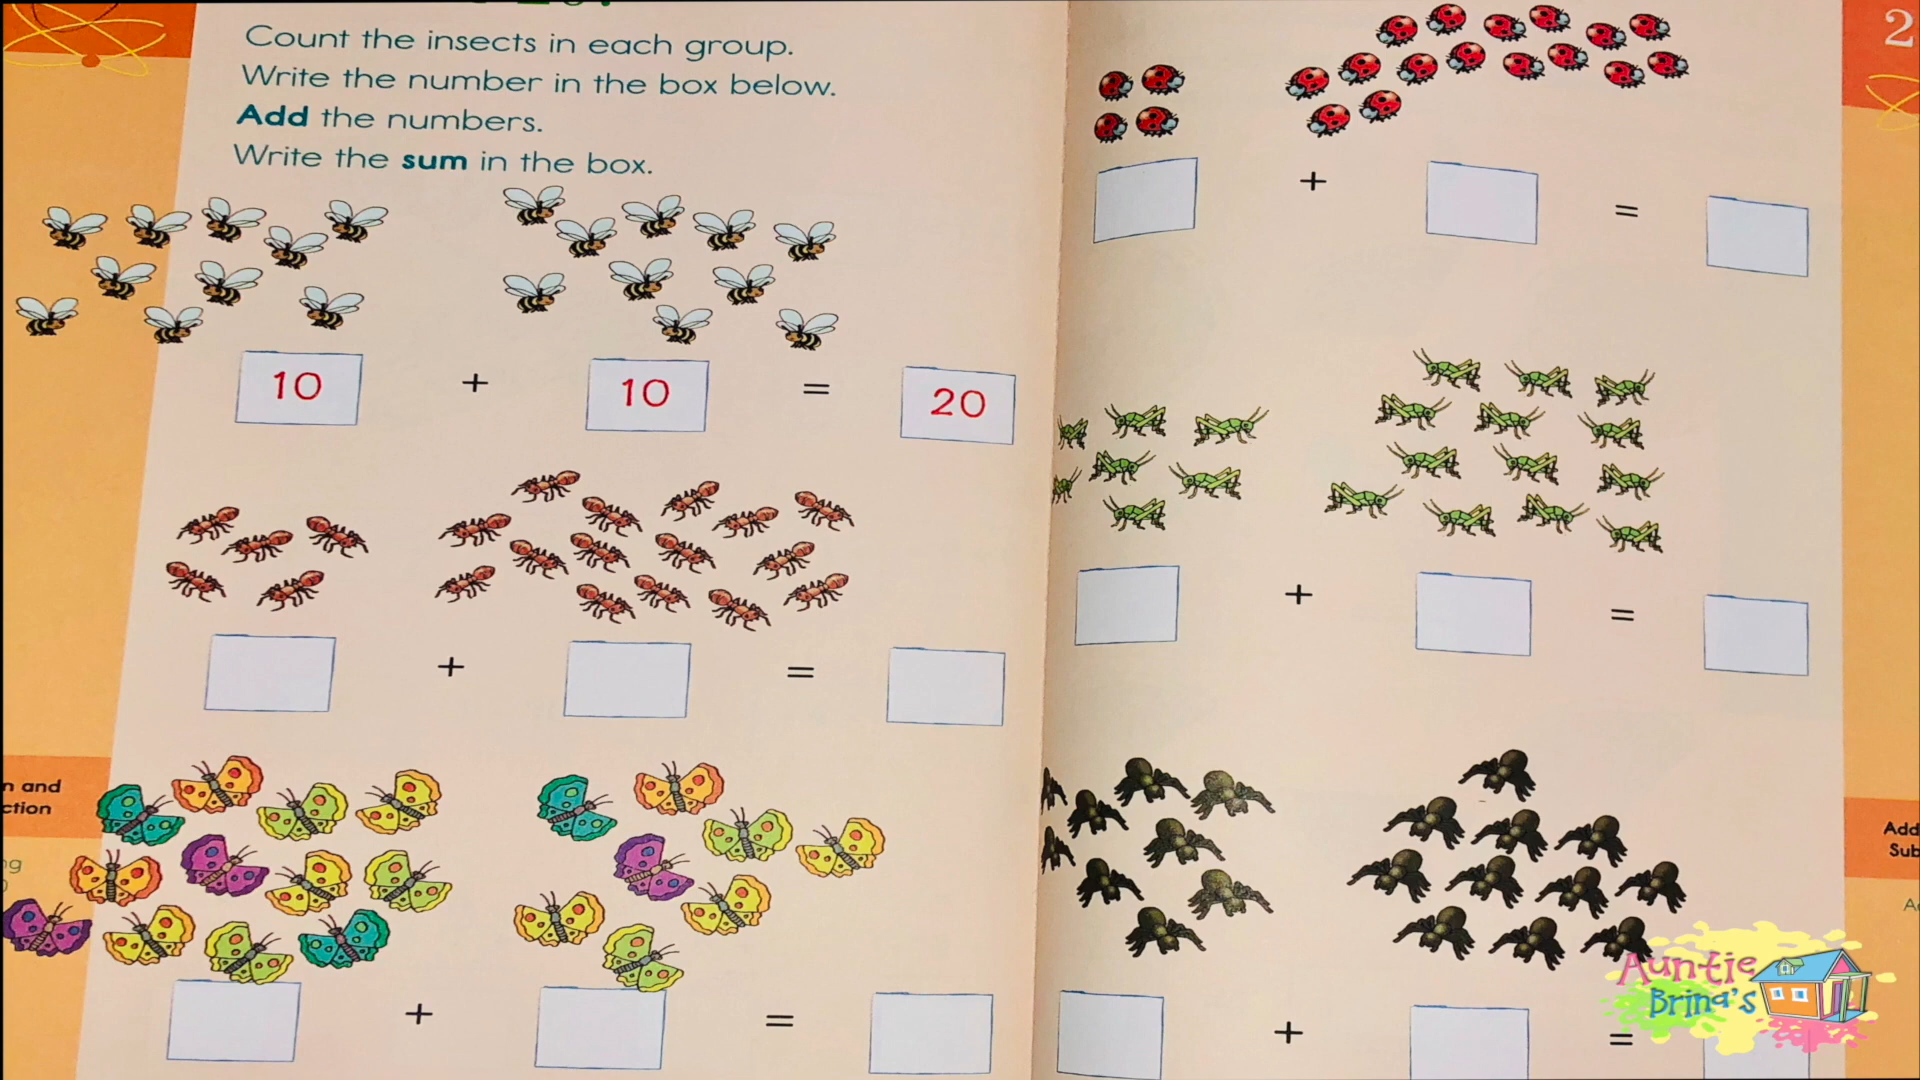 Count the insects in each group.
Write the number in the box below.
Add the numbers.
Write the sum in the box.
10 + 10 = 20
+ =
+ =
n and
ction
ng
2
+ =
+ =
+ =
Add
Sub
A
Auntie
Brina's